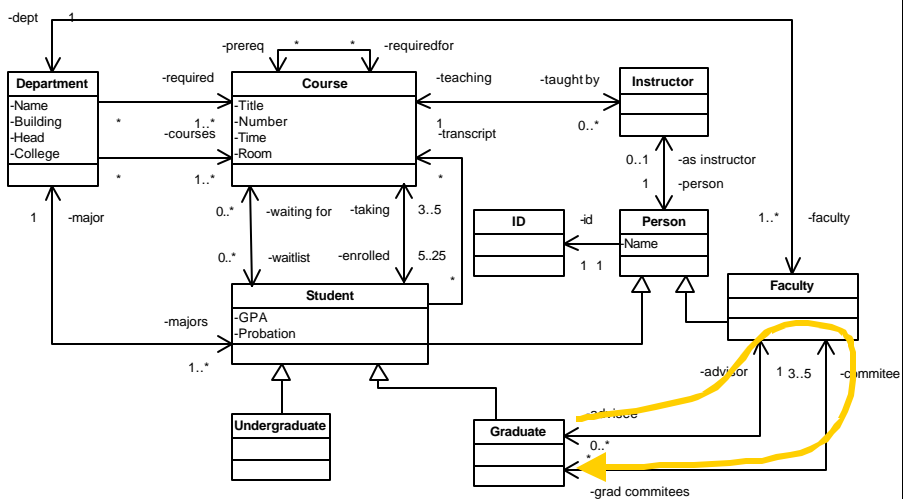 -dept
1
-prereq
*
*
-requiredfor
Department
-Name
-Building
-Head
-College
-required
*
1..*
-courses
*
1..*
Course
-Title
-Number
-Time
-Room
-teaching
1
-taught by
0..*
Instructor
-transcript
*
0..1
-as instructor
1
-person
1
-major
0..*
-waiting for
-taking
3..5
ID
-id
1
1
Person
-Name
1..*
-faculty
0..*
-waitlist
-enrolled
5..25
*
Student
-GPA
-Probation
-majors
1..*
Faculty
-advisor
1
3..5
-commitee
Undergraduate
Graduate
-advisee
0..*
*
-grad commitees